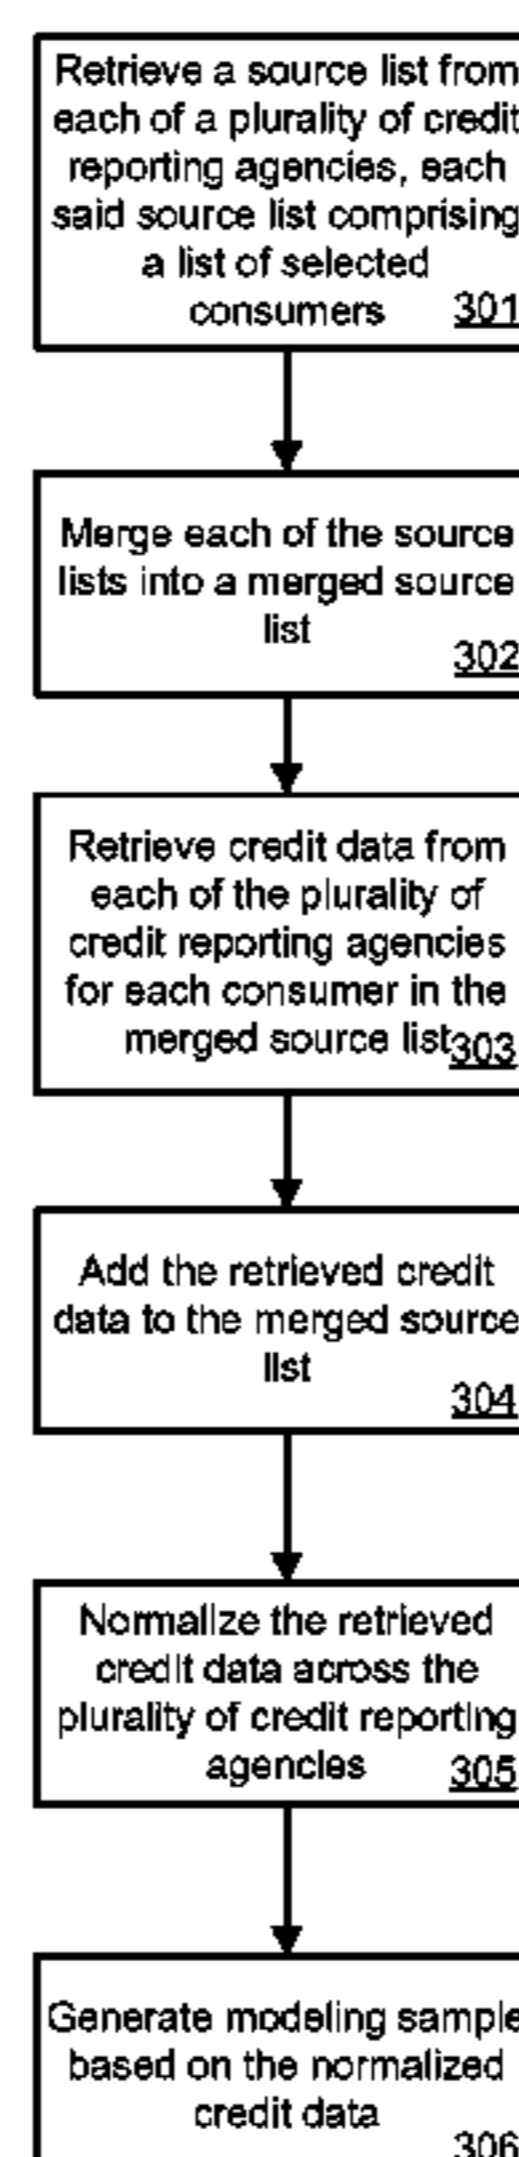 Retrieve a source list from
each of a plurality of credit
reporting agencies, each
said source list comprising
a list of selected
consumers 301
Merge each of the source
lists into a merged source
list
302
Retrieve credit data from
each of the plurality of
credit reporting agencies
for each consumer in the
merged source list 303
Add the retrieved credit
data to the merged source
list
304
Normalize the retrieved
credit data across the
plurality of credit reporting
agencies 305
Generate modeling sample
based on the normalized
credit data
306